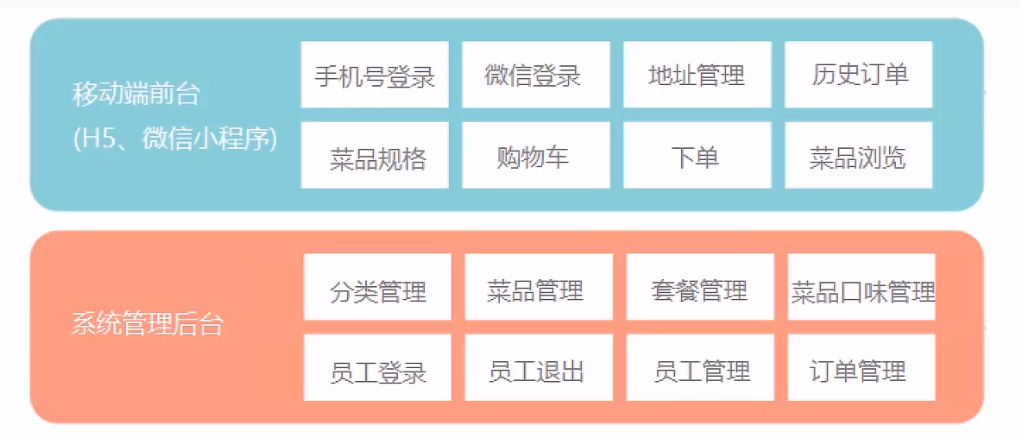 移动端前台
(H5、微信小程序)
手机号登录
微信登录
地址管理
历史订单
菜品规格
购物车
下单
菜品浏览
系统管理后台
分类管理
菜品管理
套餐管理
菜品口味管理
员工登录
员工退出
员工管理
订单管理